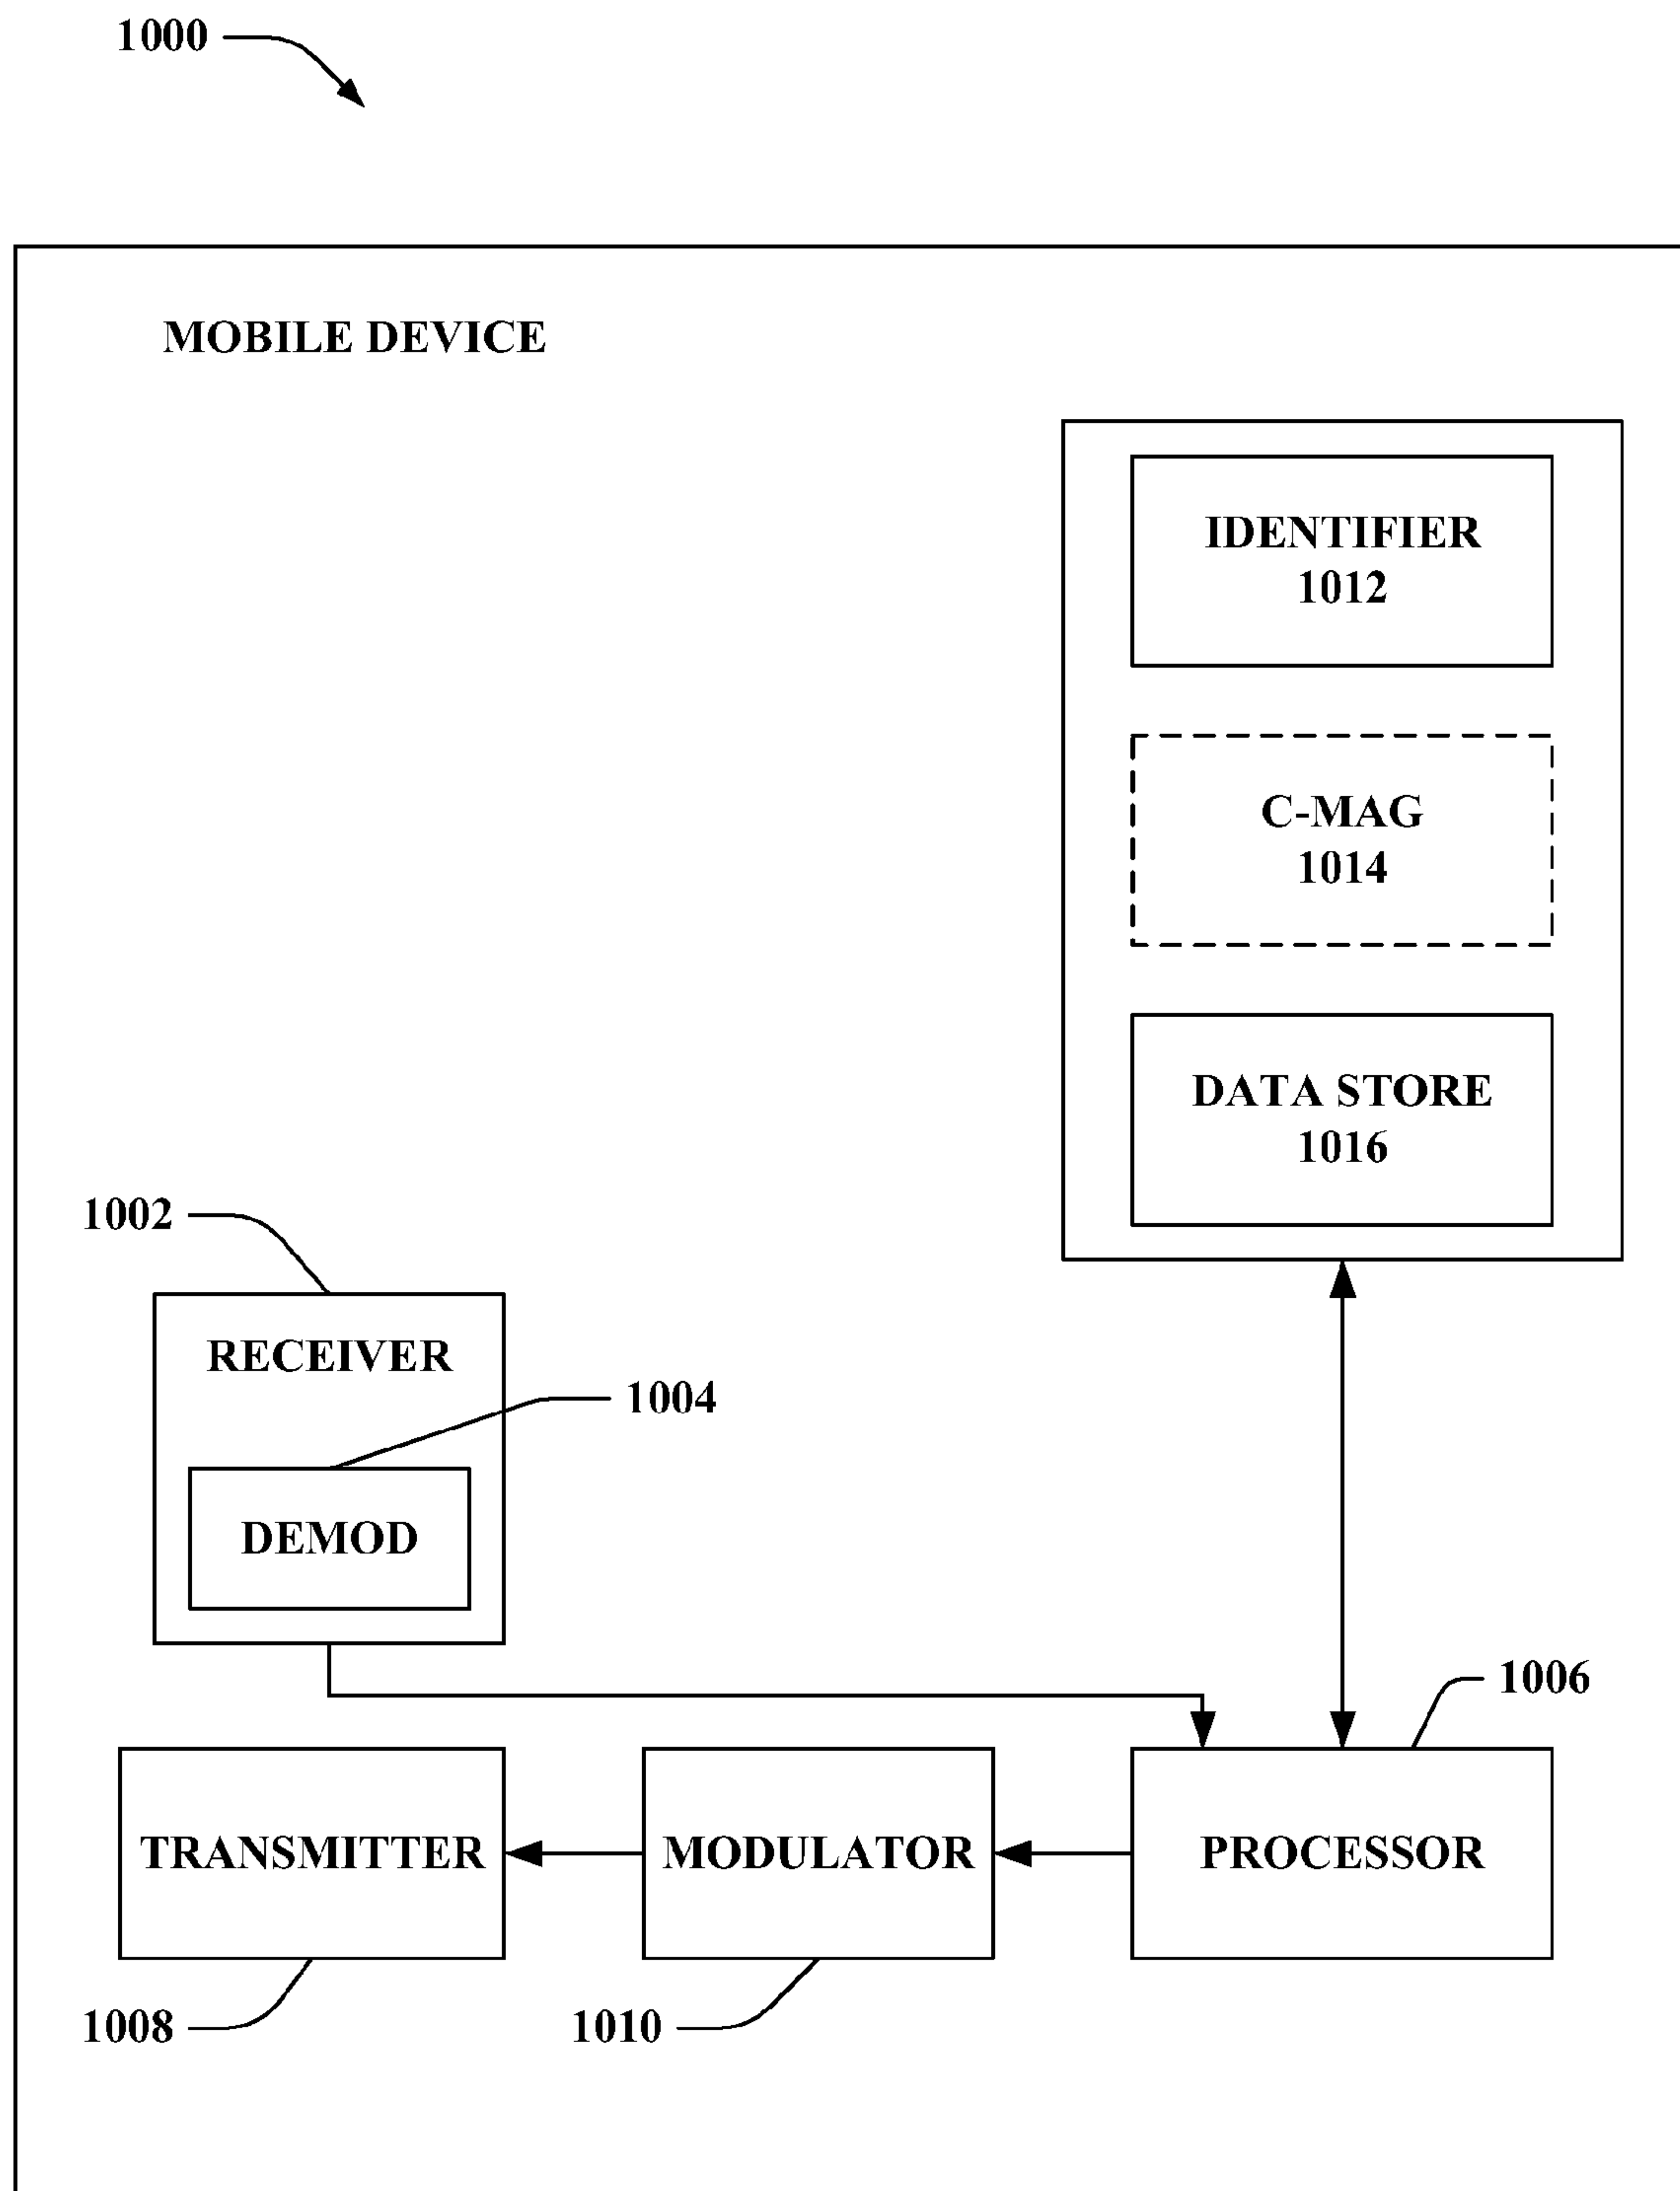 1000
MOBILE DEVICE
IDENTIFIER
1012
C-MAG
1014
DATA STORE
1016
1002
RECEIVER
1004
DEMOD
1006
TRANSMITTER
MODULATOR
PROCESSOR
1008
1010